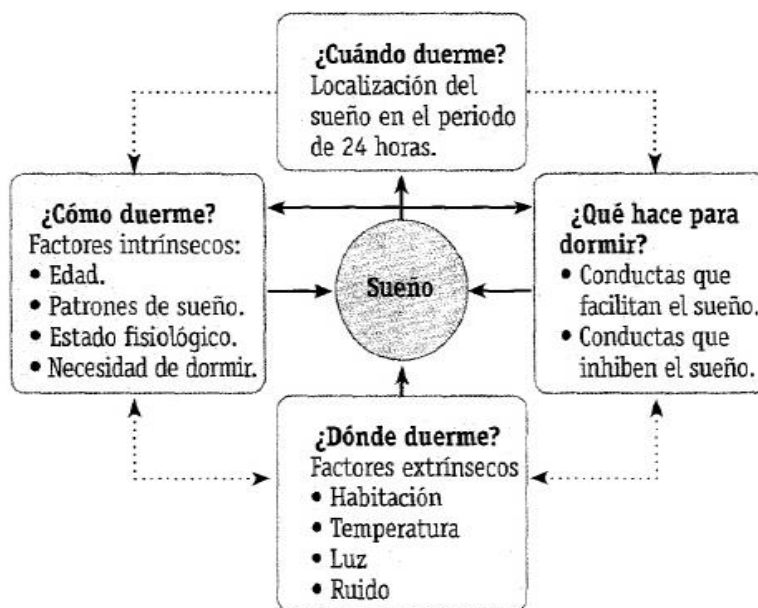 ¿Cuándo duerme?
Localización del
sueño en el periodo
de 24 horas.
¿Cómo duerme?
Factores intrínsecos:
• Edad.
• Patrones de sueño.
• Estado fisiológico.
• Necesidad de dormir.
Sueño
¿Qué hace para
dormir?
• Conductas que
facilitan el sueño.
• Conductas que
inhiben el sueño.
¿Dónde duerme?
Factores extrínsecos
• Habitación
• Temperatura
• Luz
• Ruido